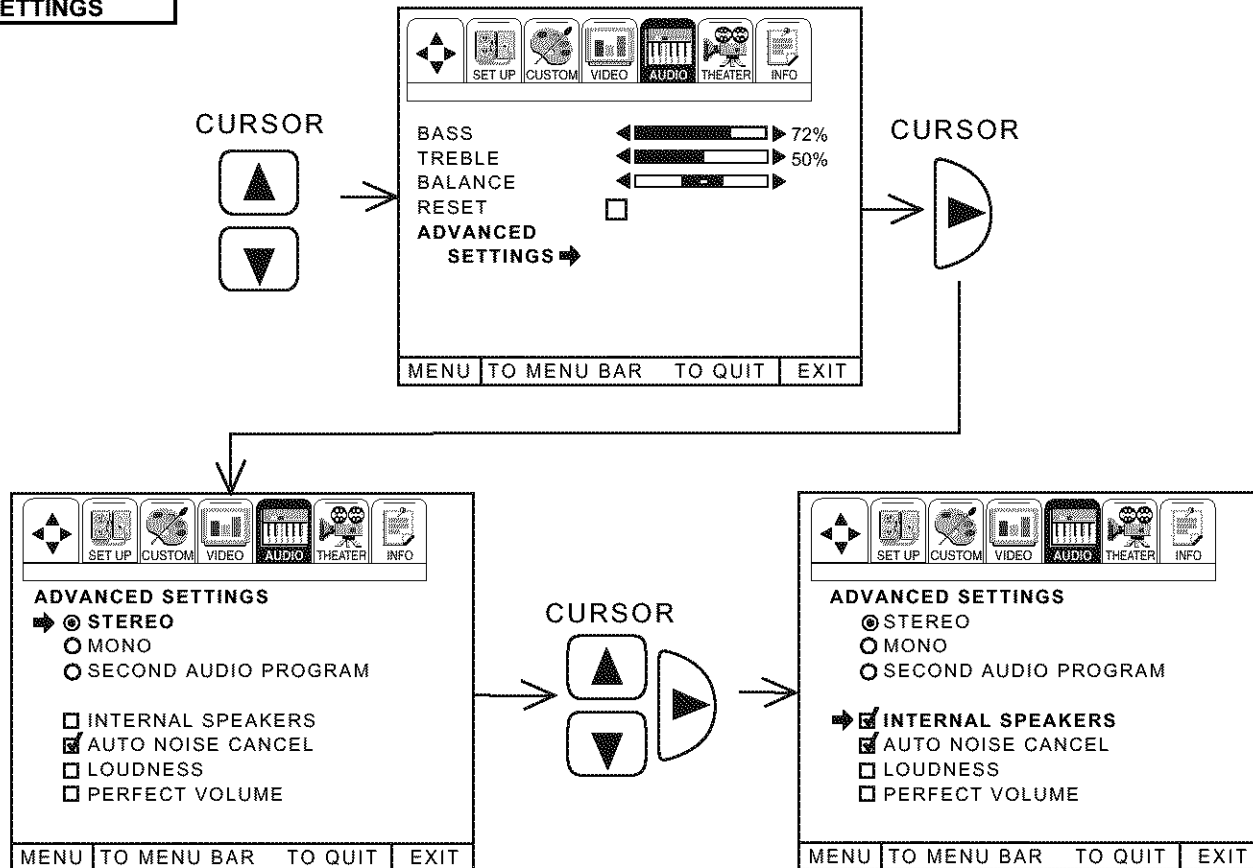 SETTINGS
SET UP CUSTOM VIDEO AUDIO THEATER INFO
CURSOR
BASS 72%
TREBLE 50%
BALANCE
RESET
ADVANCED
SETTINGS
MENU TO MENU BAR TO QUIT EXIT
CURSOR
SET UP CUSTOM VIDEO AUDIO THEATER INFO
ADVANCED SETTINGS
STEREO
MONO
SECOND AUDIO PROGRAM
INTERNAL SPEAKERS
AUTO NOISE CANCEL
LOUDNESS
PERFECT VOLUME
MENU TO MENU BAR TO QUIT EXIT
CURSOR
SET UP CUSTOM VIDEO AUDIO THEATER INFO
ADVANCED SETTINGS
STEREO
MONO
SECOND AUDIO PROGRAM
INTERNAL SPEAKERS
AUTO NOISE CANCEL
LOUDNESS
PERFECT VOLUME
MENU TO MENU BAR TO QUIT EXIT